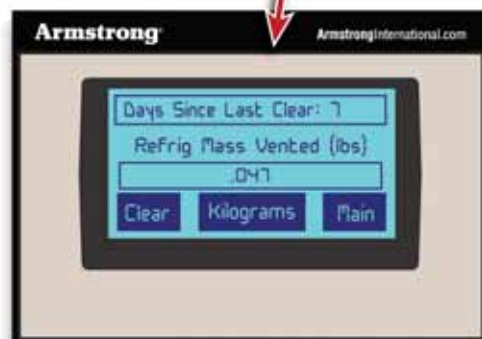 Armstrong ArmstrongInternational.com
Days Since Last Clear: 7
Refrig Mass Vented (lbs)
.047
Clear Kilograms Main